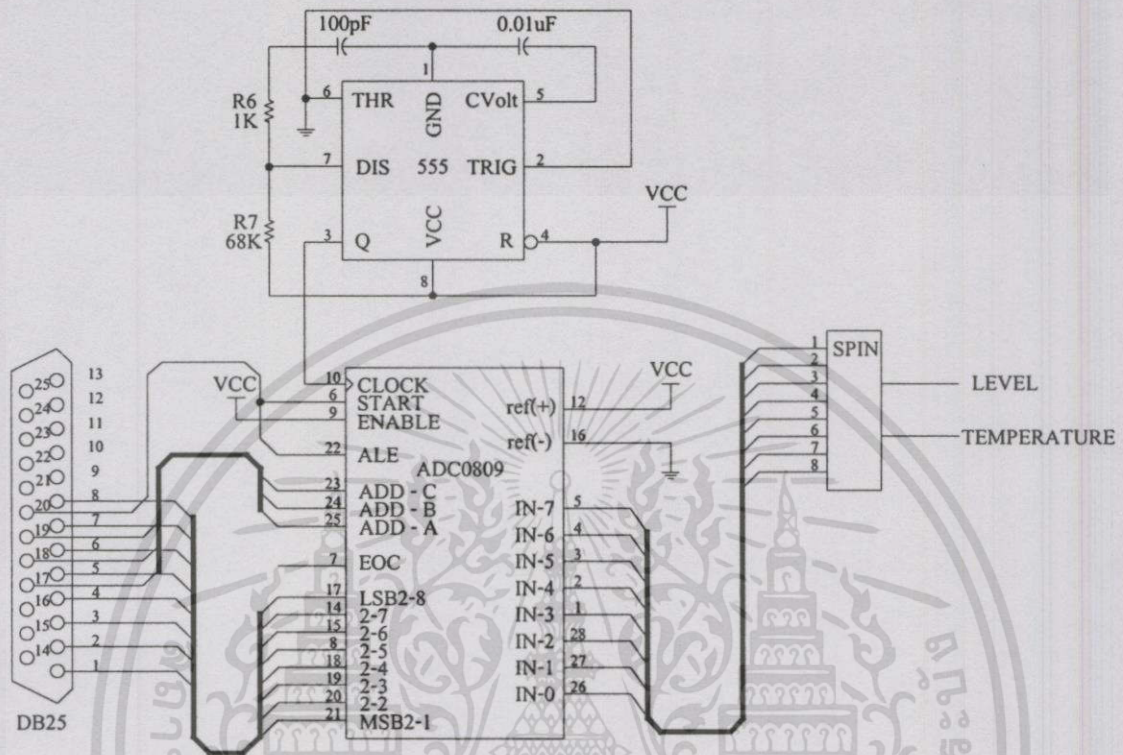 100pF
0.01uF
1
R6
1K
6
THR
GND
CVolt
5
7
DIS
555
TRIG
2
VCC
R7
68K
3
Q
VCC
R
4
8
25
13
24
12
23
11
22
10
21
9
20
8
19
7
18
6
17
5
16
4
15
3
14
2
1
DB25
VCC
10
CLOCK
6
START
9
ENABLE
22
ALE
ADC0809
23
ADD - C
24
ADD - B
25
ADD - A
7
EOC
17
LSB2-8
14
2-7
15
2-6
8
2-5
18
2-4
19
2-3
20
2-2
21
MSB2-1
ref(+)
12
VCC
ref(-)
16
IN-7
5
IN-6
4
IN-5
3
IN-4
2
IN-3
1
IN-2
28
IN-1
27
IN-0
26
1
SPIN
2
3
4
5
6
7
8
LEVEL
TEMPERATURE